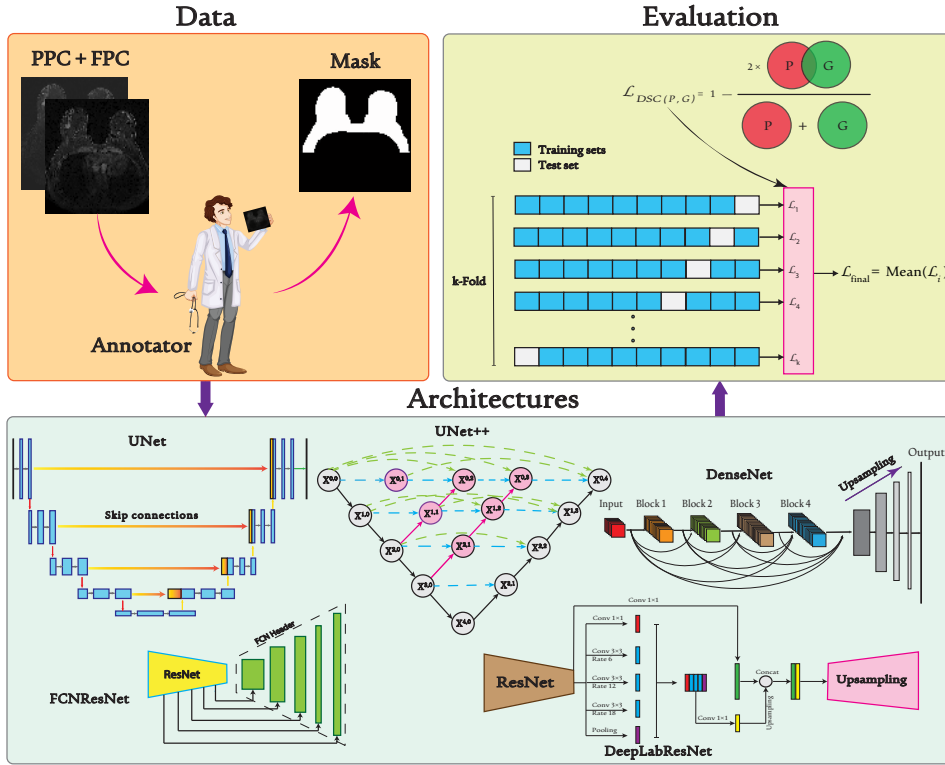 Data
PPC + FPC
Mask
Annotator
Evaluation
ℒ DSC(P,G) = 1 −
2×
P
G
P
+
G
Training sets
Test set
k-Fold
ℒ1
ℒ2
ℒ3
ℒ4
ℒk
ℒfinal = Mean(ℒi)
Architectures
UNet
Skip connections
UNet++
X0,0
X0,1
X0,3
X0,4
X1,0
X1,1
X1,2
X1,3
X2,0
X2,1
X2,2
X3,0
X3,1
X4,0
DenseNet
Input
Block 1
Block 2
Block 3
Block 4
Upsampling
Output
FCNResNet
ResNet
FCN Header
ResNet
Conv 1×1
Conv 1×1
Conv 3×3
Rate 6
Conv 3×3
Rate 12
Conv 3×3
Rate 18
Pooling
Conv 1×1
Concat
Upsampling
Upsampling
DeepLabResNet